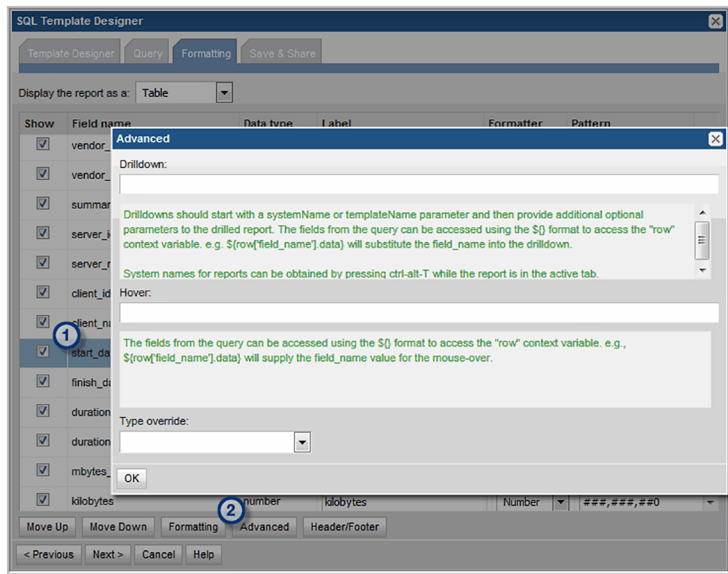 SQL Template Designer
Template Designer Query Formatting Save & Share
Display the report as a: Table
Show Field name Data type Label Formatter Pattern
Advanced
vendor_
Drilldown:
vendor_
summar
Drilldowns should start with a systemName or templateName parameter and then provide additional optional
parameters to the drilled report. The fields from the query can be accessed using the ${} format to access the "row"
context variable. e.g. ${row['field_name'].data} will substitute the field_name into the drilldown.
System names for reports can be obtained by pressing ctrl-alt-T while the report is in the active tab.
server_i
server_r
client_id
Hover:
client_na
1
start_da
The fields from the query can be accessed using the ${} format to access the "row" context variable. e.g.,
${row['field_name'].data} will supply the field_name value for the mouse-over.
finish_da
duration
Type override:
duration
mbytes_
OK
kilobytes number kilobytes Number ###,###,##0
2
Move Up Move Down Formatting Advanced Header/Footer
< Previous Next > Cancel Help